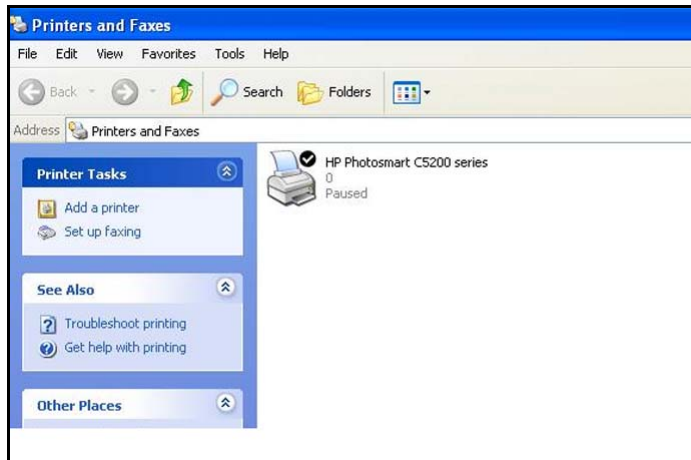 Printers and Faxes
File Edit View Favorites Tools Help
Back Search Folders
Address Printers and Faxes
Printer Tasks
Add a printer
Set up faxing
See Also
Troubleshoot printing
Get help with printing
Other Places
HP Photosmart C5200 series
0
Paused